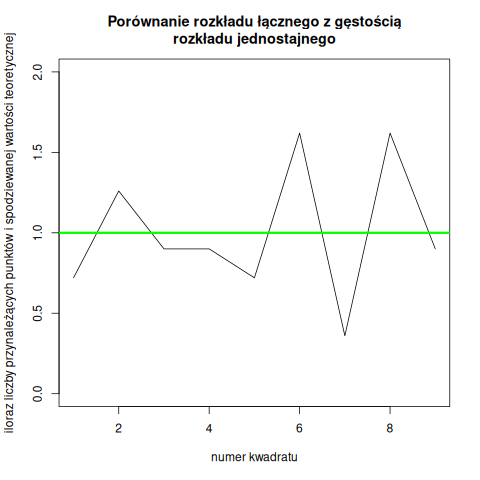 Porównanie rozkładu łącznego z gęstością
rozkładu jednostajnego
iloraz liczby przynależących punktów i spodziewanej wartości teoretycznej
2.0
1.5
1.0
0.5
0.0
2 4 6 8
numer kwadratu